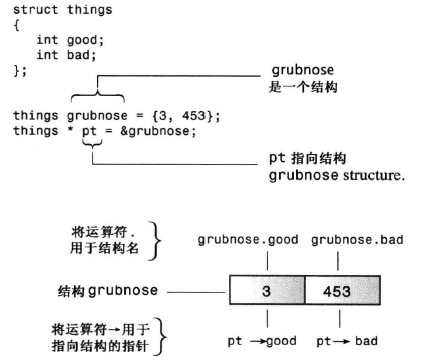 struct things
{
int good;
int bad;
};
grubnose
是一个结构
things grubnose = {3, 453};
things * pt = &grubnose;
pt 指向结构
grubnose structure.
将运算符 .
用于结构名
grubnose.good grubnose.bad
结构 grubnose
3 453
将运算符→用于
指向结构的指针
pt →good pt→ bad